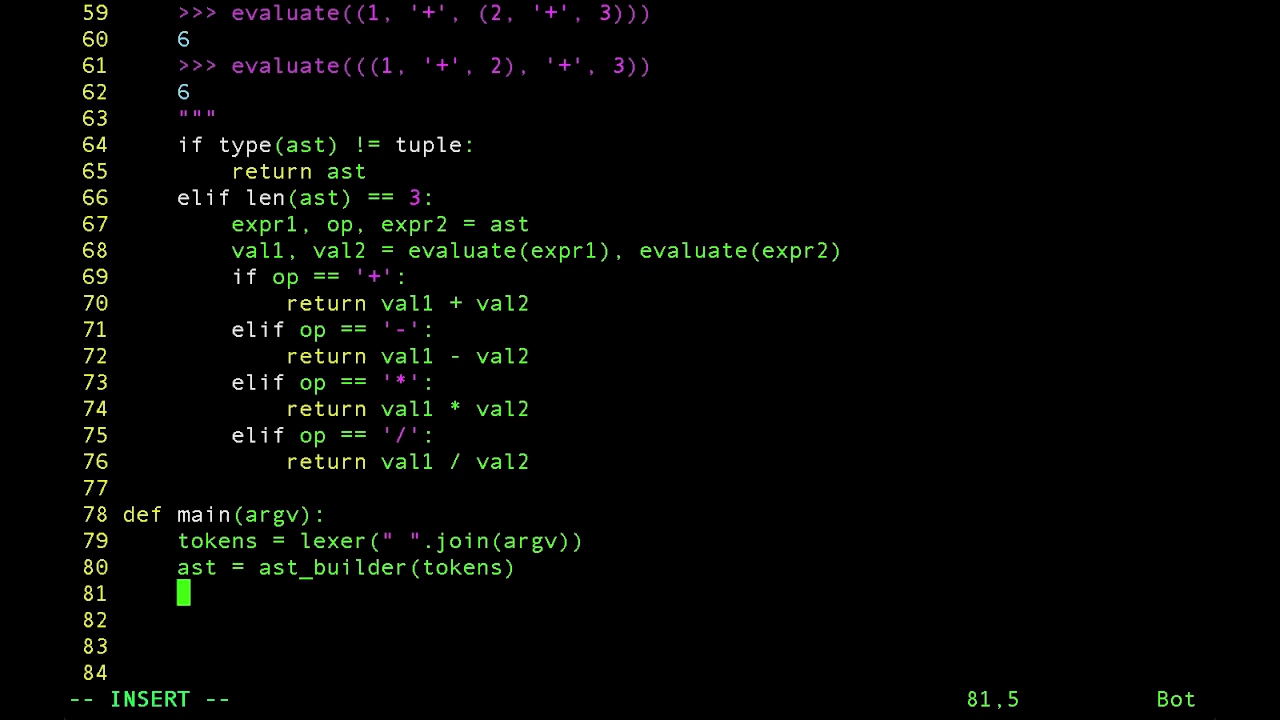 59     >>> evaluate((1, '+', (2, '+', 3)))
60     6
61     >>> evaluate(((1, '+', 2), '+', 3))
62     6
63     """
64     if type(ast) != tuple:
65         return ast
66     elif len(ast) == 3:
67         expr1, op, expr2 = ast
68         val1, val2 = evaluate(expr1), evaluate(expr2)
69         if op == '+':
70             return val1 + val2
71         elif op == '-':
72             return val1 - val2
73         elif op == '*':
74             return val1 * val2
75         elif op == '/':
76             return val1 / val2
77
78 def main(argv):
79     tokens = lexer(" ".join(argv))
80     ast = ast_builder(tokens)
81
82
83
84
-- INSERT -- 81,5 Bot